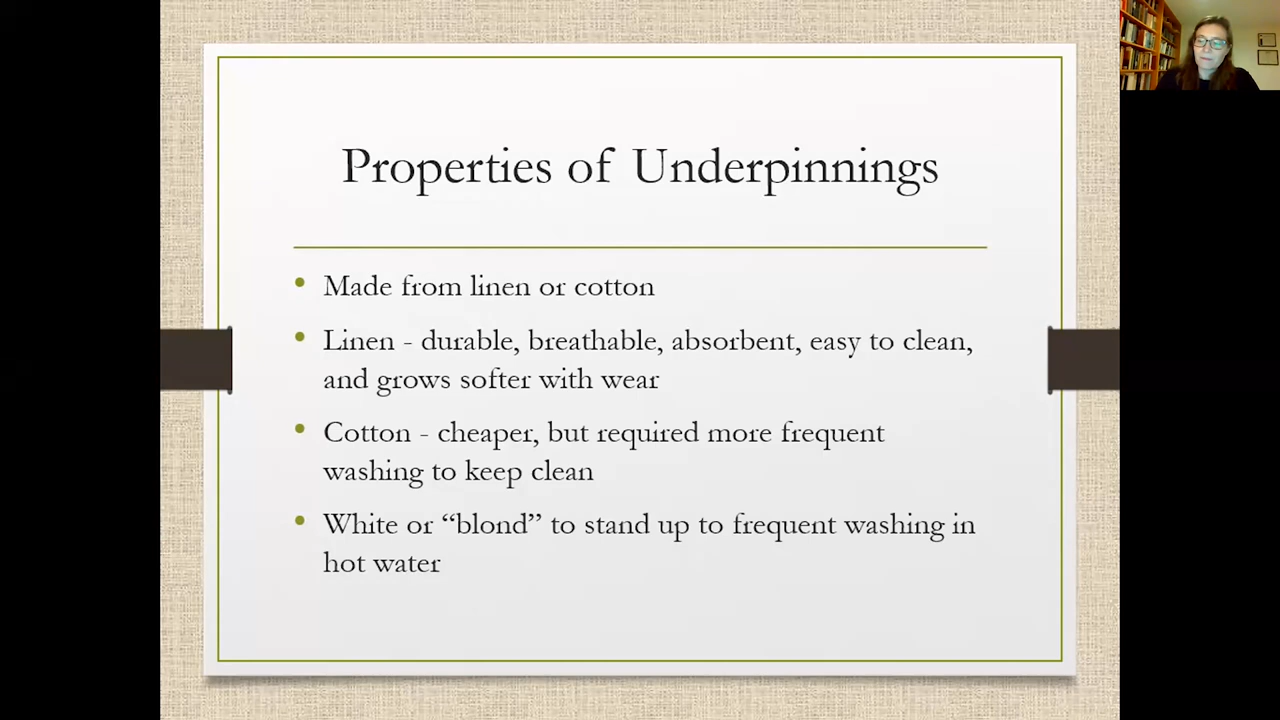 Properties of Underpinnings
• Made from linen or cotton
• Linen - durable, breathable, absorbent, easy to clean,
and grows softer with wear
• Cotton - cheaper, but required more frequent
washing to keep clean
• White or “blond” to stand up to frequent washing in
hot water